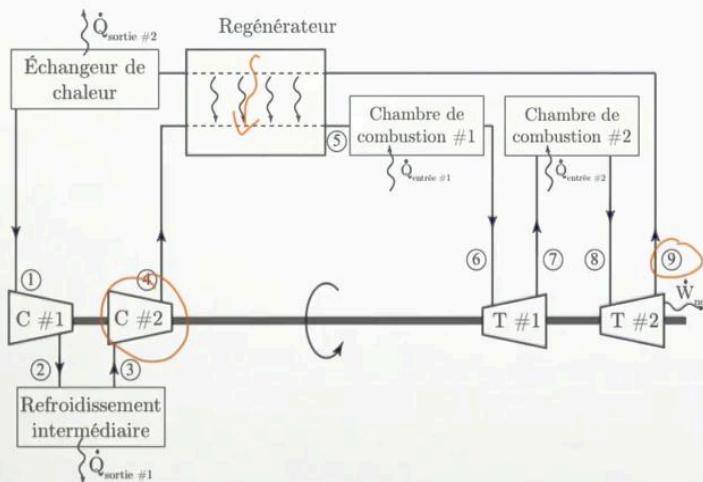 Q̇sortie #2
Régénérateur
Échangeur de
chaleur
Chambre de
combustion #1
Chambre de
combustion #2
⑤
Q̇entrée #1
Q̇entrée #2
①
④
⑥
⑦
⑧
⑨
C #1
C #2
T #1
T #2
②
③
Refroidissement
intermédiaire
Q̇sortie #1